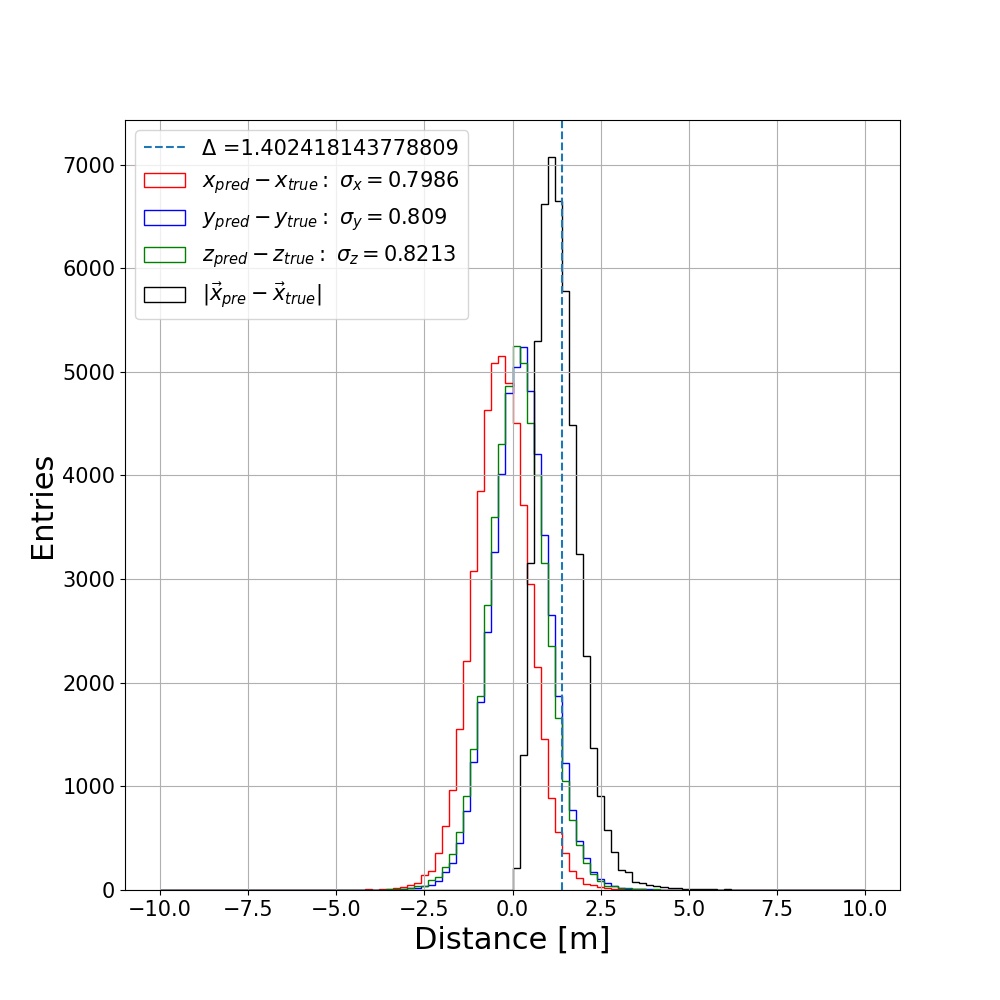 Δ =1.402418143778809
x_pred − x_true : σ_x = 0.7986
y_pred − y_true : σ_y = 0.809
z_pred − z_true : σ_z = 0.8213
|x⃗_pre − x⃗_true|
7000
6000
5000
4000
3000
2000
1000
0
Entries
−10.0 −7.5 −5.0 −2.5 0.0 2.5 5.0 7.5 10.0
Distance [m]